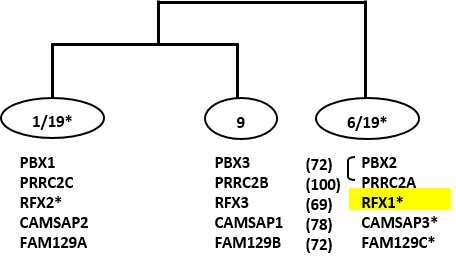 1/19* 9 6/19*
PBX1 PBX3 (72) PBX2
PRRC2C PRRC2B (100) PRRC2A
RFX2* RFX3 (69) RFX1*
CAMSAP2 CAMSAP1 (78) CAMSAP3*
FAM129A FAM129B (72) FAM129C*